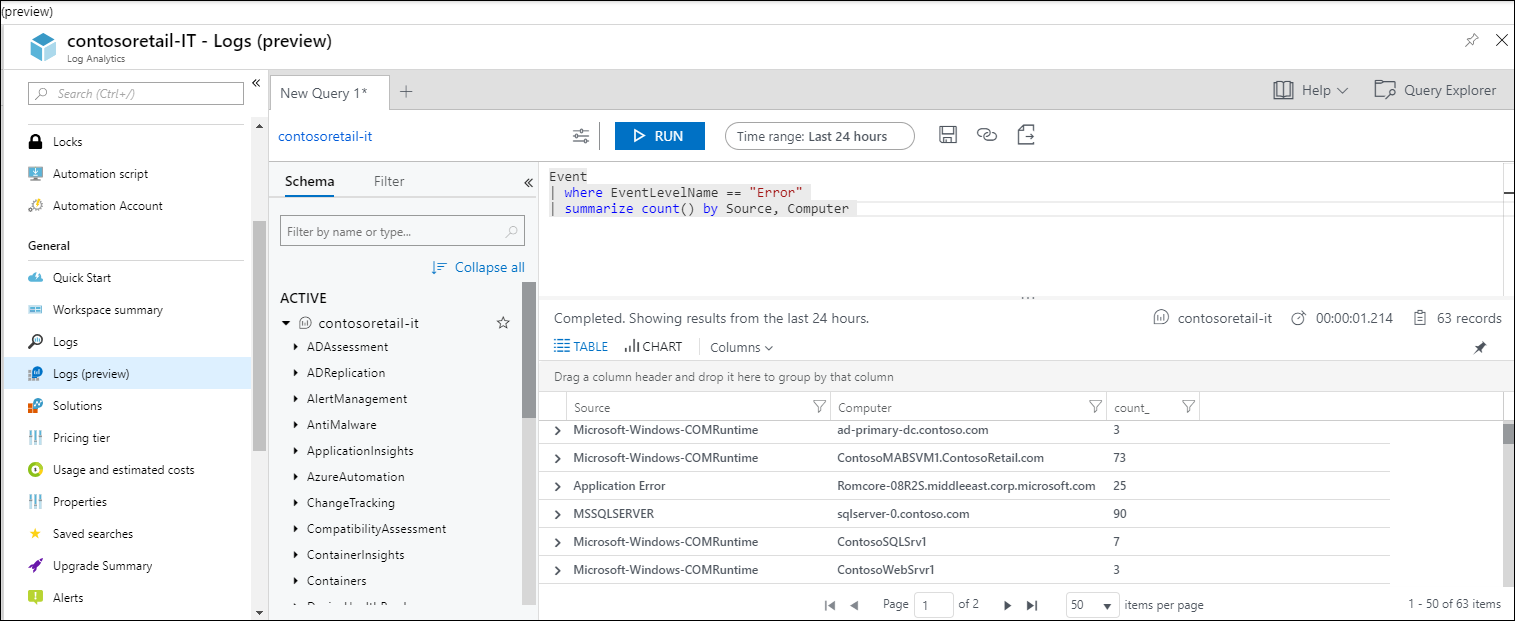 (preview)
contosoretail-IT - Logs (preview)
Log Analytics
Search (Ctrl+/)
Locks
Automation script
Automation Account
General
Quick Start
Workspace summary
Logs
Logs (preview)
Solutions
Pricing tier
Usage and estimated costs
Properties
Saved searches
Upgrade Summary
Alerts
New Query 1*
Help
Query Explorer
contosoretail-it
RUN
Time range: Last 24 hours
Schema
Filter
Filter by name or type...
Collapse all
ACTIVE
contosoretail-it
ADAssessment
ADReplication
AlertManagement
AntiMalware
ApplicationInsights
AzureAutomation
ChangeTracking
CompatibilityAssessment
ContainerInsights
Containers
Event
| where EventLevelName == "Error"
| summarize count() by Source, Computer
Completed. Showing results from the last 24 hours.
contosoretail-it
00:00:01.214
63 records
TABLE
CHART
Columns
Drag a column header and drop it here to group by that column
Source Computer count_
Microsoft-Windows-COMRuntime ad-primary-dc.contoso.com 3
Microsoft-Windows-COMRuntime ContosoMABSVM1.ContosoRetail.com 73
Application Error Romcore-08R2S.middleeast.corp.microsoft.com 25
MSSQLSERVER sqlserver-0.contoso.com 90
Microsoft-Windows-COMRuntime ContosoSQLSrv1 7
Microsoft-Windows-COMRuntime ContosoWebSrvr1 3
Page 1 of 2 50 items per page 1 - 50 of 63 items